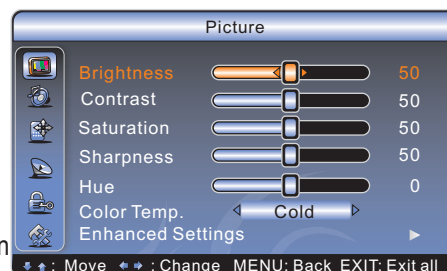 Picture
Brightness 50
Contrast 50
Saturation 50
Sharpness 50
Hue 0
Color Temp. Cold
Enhanced Settings
n
: Move : Change MENU: Back EXIT: Exit all